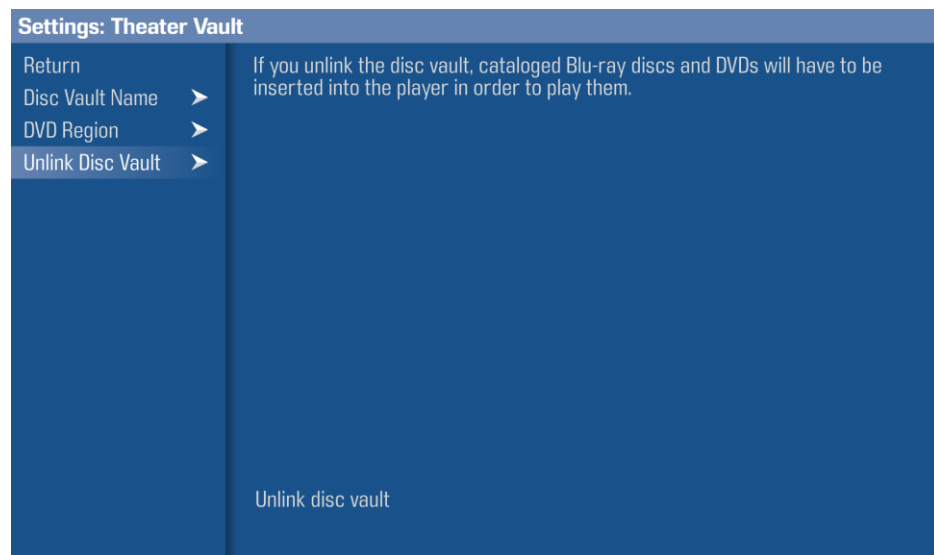 Settings: Theater Vault
Return
Disc Vault Name
DVD Region
Unlink Disc Vault
If you unlink the disc vault, cataloged Blu-ray discs and DVDs will have to be
inserted into the player in order to play them.
Unlink disc vault